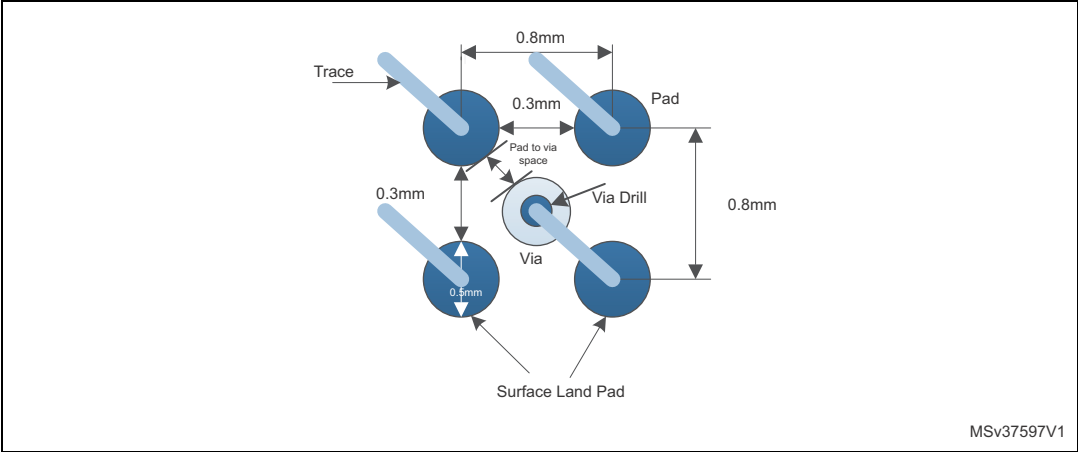 0.8mm
Trace
0.3mm
Pad
Pad to via
space
0.3mm
Via Drill
0.8mm
Via
0.5mm
Surface Land Pad
MSv37597V1